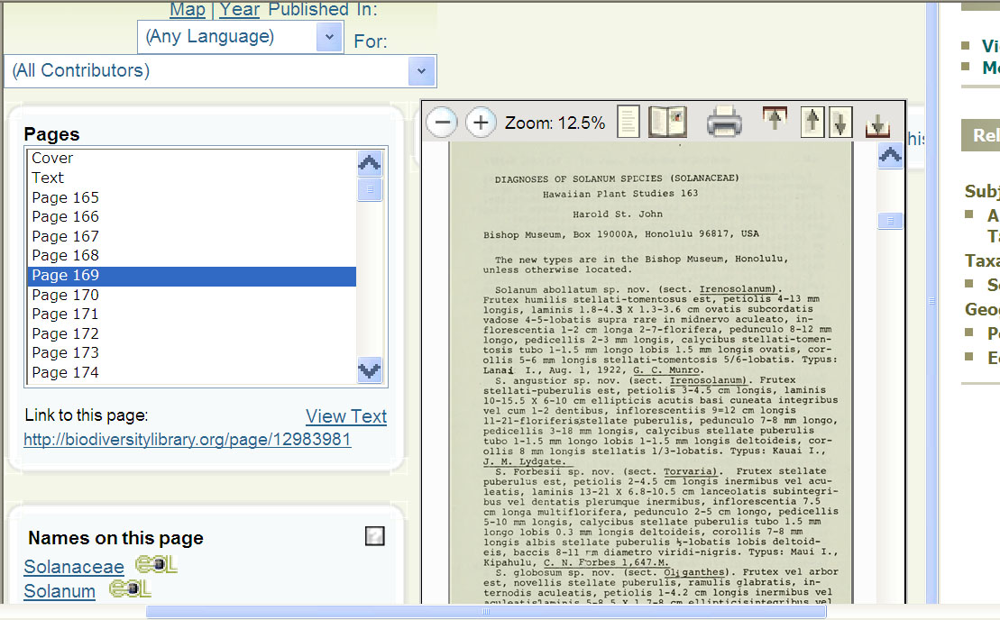 Map | Year Published In:
(Any Language)
For:
(All Contributors)
Pages
Cover
Text
Page 165
Page 166
Page 167
Page 168
Page 169
Page 170
Page 171
Page 172
Page 173
Page 174
Link to this page:
View Text
http://biodiversitylibrary.org/page/12983981
Names on this page
Solanaceae
Solanum
Zoom: 12.5%
DIAGNOSES OF SOLANUM SPECIES (SOLANACEAE)
Hawaiian Plant Studies 163
Harold St. John
Bishop Museum, Box 19000A, Honolulu 96817, USA
The new types are in the Bishop Museum, Honolulu,
unless otherwise located.
Solanum abollatum sp. nov. (sect. Irenosolanum).
Frutex humilis stellati-tomentosus est, petiolis 4-13 mm
longis, laminis 1.8-4.3 X 1.3-3.6 cm ovatis subcordatis
vadose 4-5-lobatis supra rare in midnervo aculeato, in-
florescentia 1-2 cm longa 2-7-florifera, pedunculo 8-12 mm
longo, pedicellis 2-3 mm longis, calycibus stellati-tomen-
tosis tubo 1-1.5 mm longo lobis 1.5 mm longis ovatis, cor-
ollis 5-6 mm longis stellati-tomentosis 5/6-lobatis. Typus:
Lanai I., Aug. 1, 1922, G. C. Munro.
S. angustior sp. nov. (sect. Irenosolanum). Frutex
stellati-puberulis est, petiolis 3-4.5 cm longis, laminis
10-15.5 X 6-10 cm ellipticis acutis basi cuneata integribus
vel cum 1-2 dentibus, inflorescentiis 9-12 cm longis
11-21-floriferis stellate puberulis, pedunculo 7-8 mm longo,
pedicellis 3-18 mm longis, calycibus stellate puberulis
tubo 1-1.5 mm longo lobis 1-1.5 mm longis deltoideis, cor-
ollis 8 mm longis stellatis 1/3-lobatis. Typus: Kauai I.,
J. M. Lydgate.
S. Forbesii sp. nov. (sect. Torvaria). Frutex stellate
puberulus est, petiolis 2-4.5 cm longis inermibus vel acu-
leatis, laminis 13-21 X 6.8-10.5 cm lanceolatis subintegri-
bus vel dentatis plerumque inermibus, inflorescentia 7.5
cm longa multiflorifera, pedunculo 2-5 cm longo, pedicellis
5-10 mm longis, calycibus stellate puberulis tubo 1.5 mm
longo lobis 0.3 mm longis deltoideis, corollis 7-8 mm
longis albis stellate puberulis ½-lobatis lobis deltoid-
eis, baccis 8-11 mm diametro viridi-nigris. Typus: Maui I.,
Kipahulu, C. N. Forbes 1,647.M.
S. globosum sp. nov. (sect. Oliganthes). Frutex vel arbor
est, novellis stellate puberulis, ramulis glabratis, in-
ternodis aculeatis, petiolis 1-4.2 cm longis inermibus vel